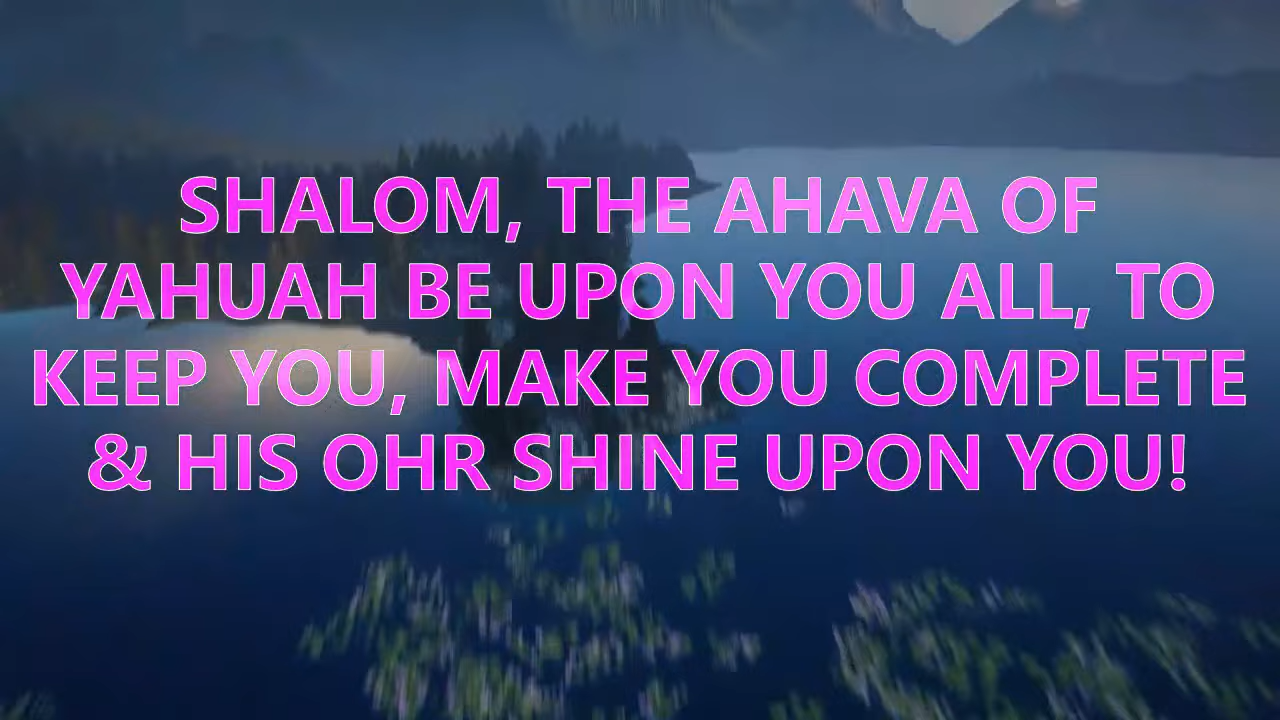 SHALOM, THE AHAVA OF
YAHUAH BE UPON YOU ALL, TO
KEEP YOU, MAKE YOU COMPLETE
& HIS OHR SHINE UPON YOU!